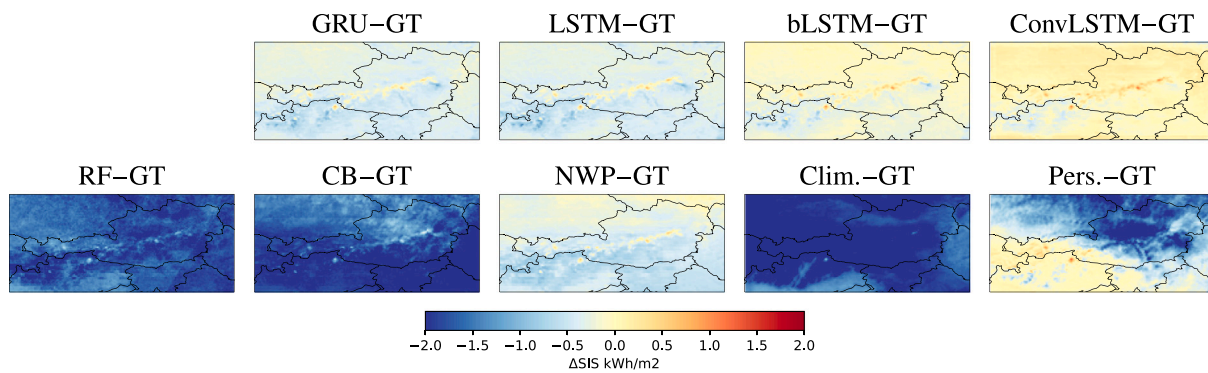 GRU−GT LSTM−GT bLSTM−GT ConvLSTM−GT
RF−GT CB−GT NWP−GT Clim.−GT Pers.−GT
−2.0 −1.5 −1.0 −0.5 0.0 0.5 1.0 1.5 2.0
ΔSIS kWh/m2